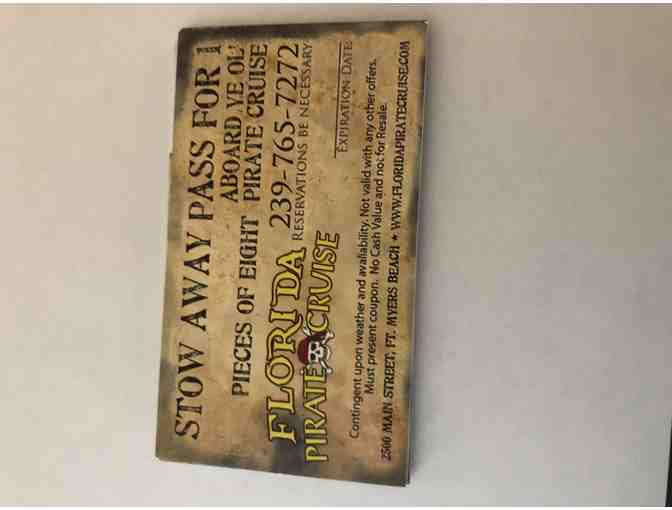 STOW AWAY PASS FOR 1
ABOARD YE OL'
PIECES OF EIGHT PIRATE CRUISE
FLORIDA
PIRATE CRUISE
239-765-7272
RESERVATIONS BE NECESSARY
EXPIRATION DATE
Contingent upon weather and availability. Not valid with any other offers.
Must present coupon. No Cash Value and not for Resale.
2500 MAIN STREET, FT. MYERS BEACH ★ WWW.FLORIDAPIRATECRUISE.COM